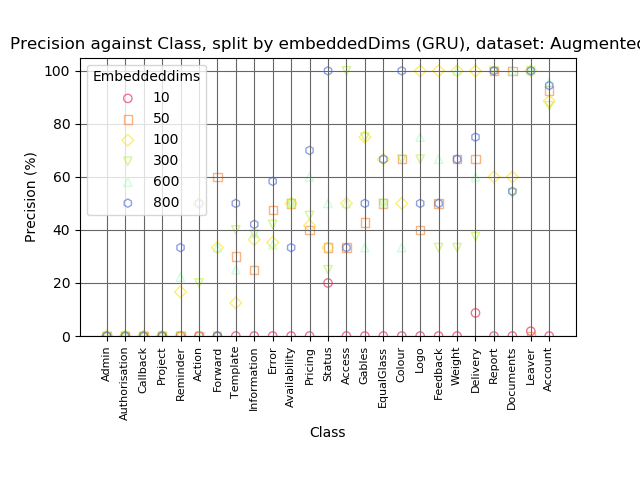 Precision against Class, split by embeddedDims (GRU), dataset: Augmented
Embeddeddims
10
50
100
300
600
800
Precision (%)
100
80
60
40
20
0
Admin
Authorisation
Callback
Project
Reminder
Action
Forward
Template
Information
Error
Availability
Pricing
Status
Access
Gables
EqualGlass
Colour
Logo
Feedback
Weight
Delivery
Report
Documents
Leaver
Account
Class